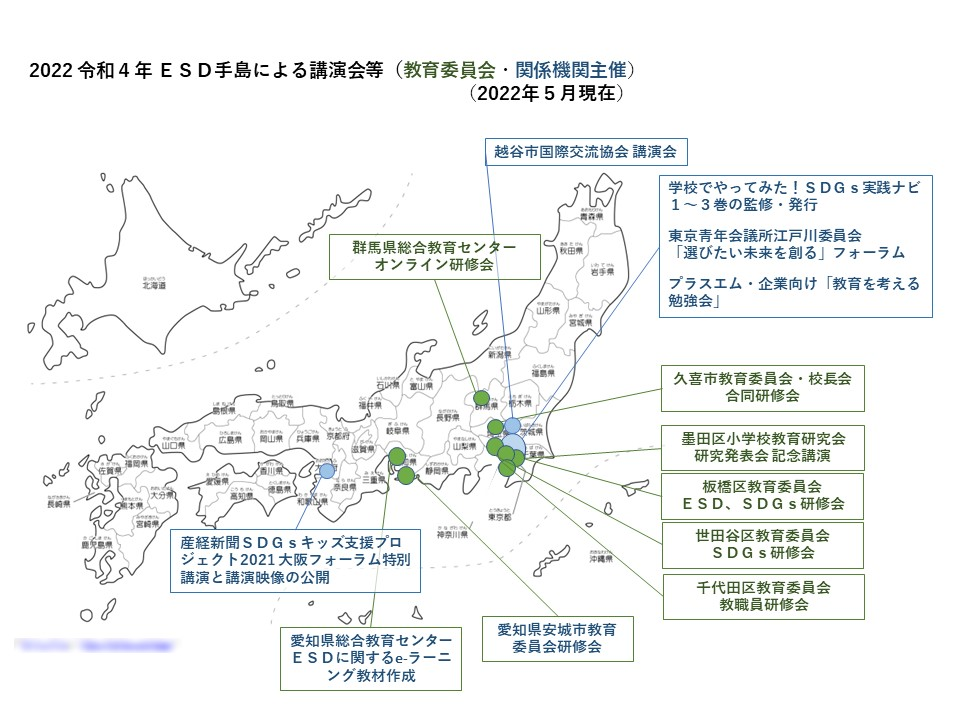 2022 令和４年 ＥＳＤ手島による講演会等（教育委員会・関係機関主催）
（2022年５月現在）
越谷市国際交流協会 講演会
学校でやってみた！ＳＤＧｓ実践ナビ
１～３巻の監修・発行
東京青年会議所江戸川委員会
「選びたい未来を創る」フォーラム
プラスエム・企業向け「教育を考える
勉強会」
群馬県総合教育センター
オンライン研修会
久喜市教育委員会・校長会
合同研修会
墨田区小学校教育研究会
研究発表会 記念講演
板橋区教育委員会
ＥＳＤ、ＳＤＧｓ研修会
世田谷区教育委員会
ＳＤＧｓ研修会
千代田区教育委員会
教職員研修会
産経新聞ＳＤＧｓキッズ支援プロ
ジェクト2021 大阪フォーラム特別
講演と講演映像の公開
愛知県総合教育センター
ＥＳＤに関するe-ラーニ
ング教材作成
愛知県安城市教育
委員会研修会
北海道
青森県
秋田県
岩手県
山形県
宮城県
新潟県
福島県
石川県
富山県
福井県
長野県
群馬県
栃木県
茨城県
岐阜県
山梨県
千葉県
滋賀県
静岡県
三重県
鳥取県
島根県
岡山県
兵庫県
京都府
広島県
山口県
奈良県
和歌山県
香川県
徳島県
愛媛県
高知県
福岡県
佐賀県
長崎県
大分県
熊本県
宮崎県
鹿児島県
東京都
神奈川県
沖縄県